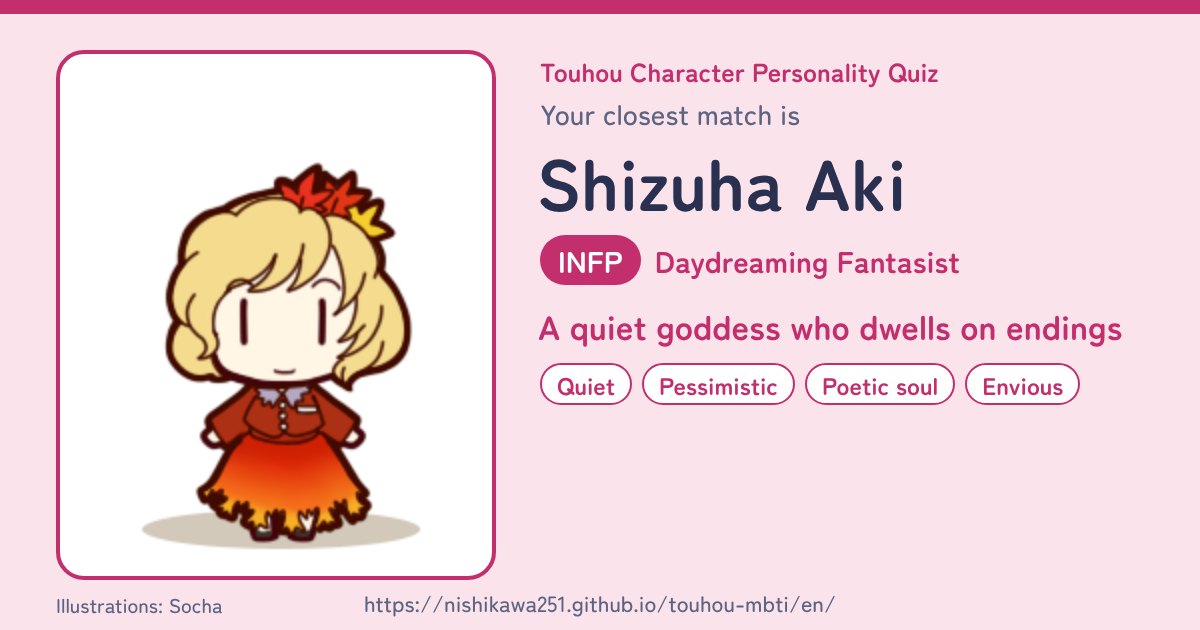 Touhou Character Personality Quiz
Your closest match is
Shizuha Aki
INFP Daydreaming Fantasist
A quiet goddess who dwells on endings
Quiet Pessimistic Poetic soul Envious
Illustrations: Socha https://nishikawa251.github.io/touhou-mbti/en/